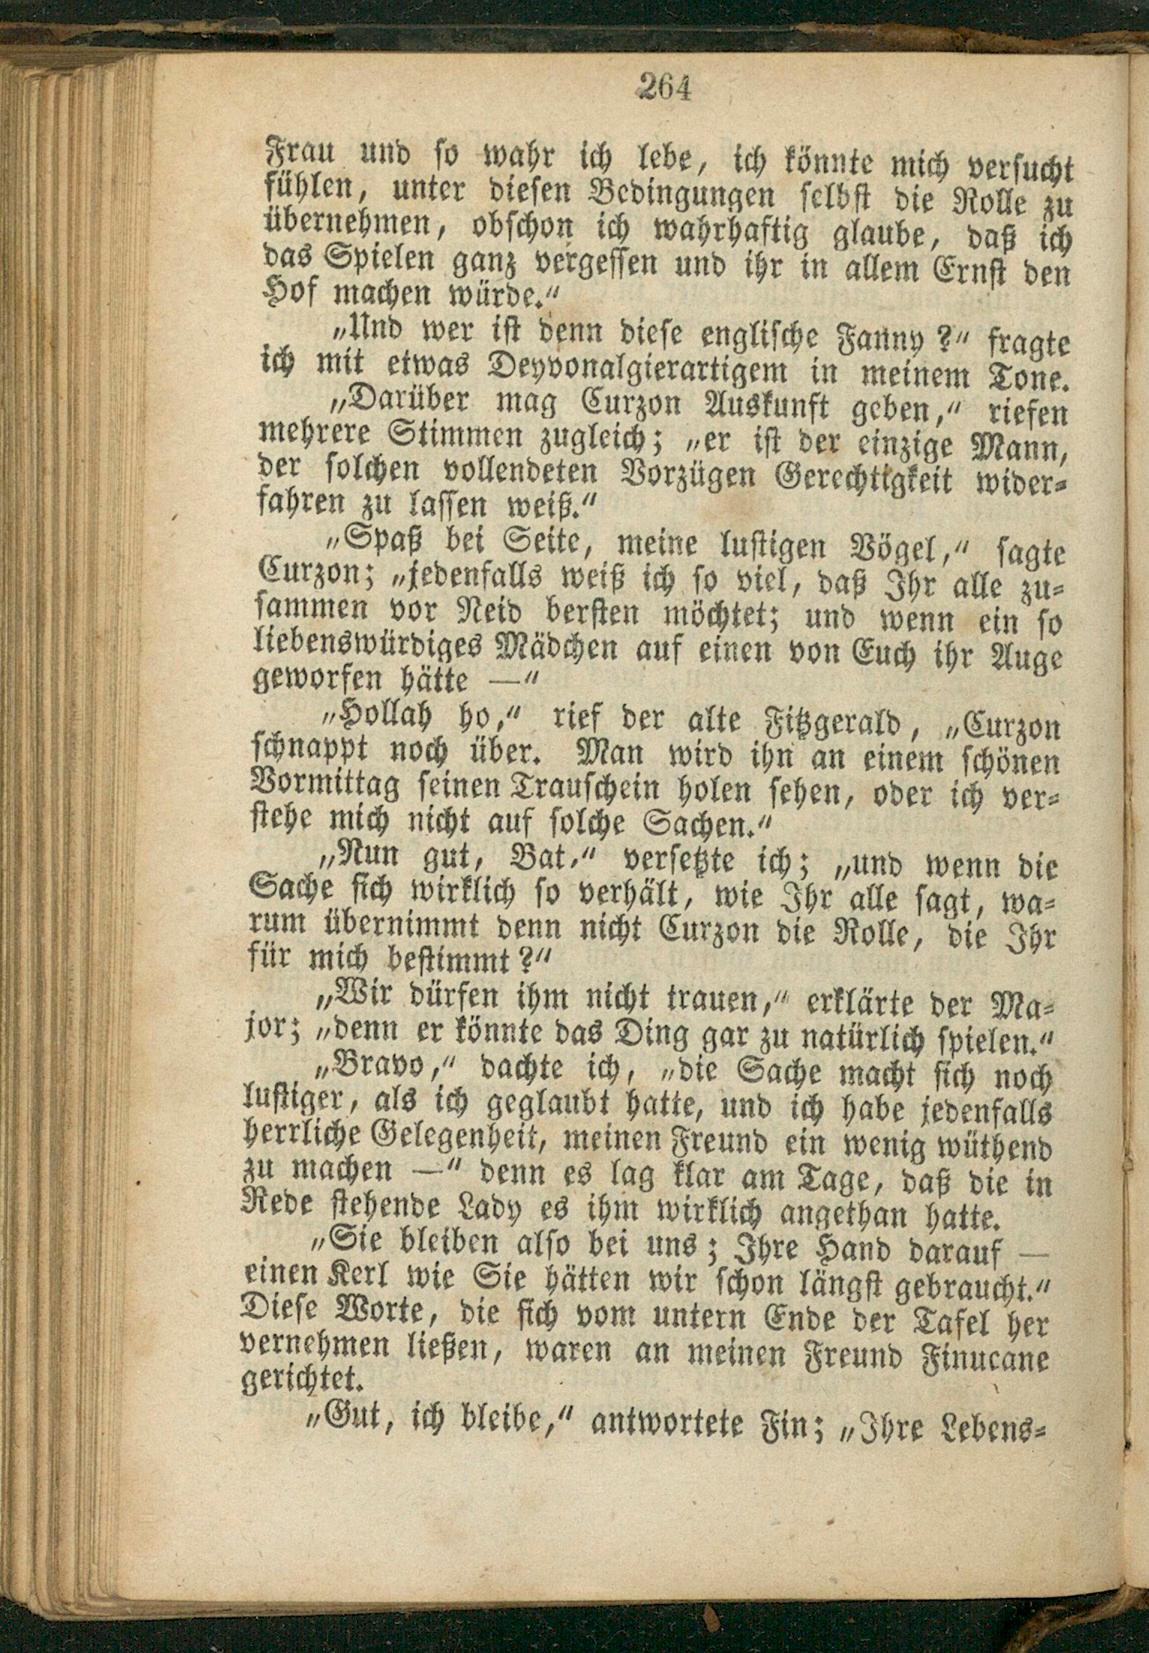 264
Frau und so wahr ich lebe, ich könnte mich versucht
fühlen, unter diesen Bedingungen selbst die Rolle zu
übernehmen, obschon ich wahrhaftig glaube, daß ich
das Spielen ganz vergessen und ihr in allem Ernst den
Hof machen würde.“
„Und wer ist denn diese englische Fanny?“ fragte
ich mit etwas Deyvonalgierartigem in meinem Tone.
„Darüber mag Curzon Auskunft geben,“ riefen
mehrere Stimmen zugleich; „er ist der einzige Mann,
der solchen vollendeten Vorzügen Gerechtigkeit wider-
fahren zu lassen weiß.“
„Spaß bei Seite, meine lustigen Vögel,“ sagte
Curzon; „jedenfalls weiß ich so viel, daß Ihr alle zu-
sammen vor Neid bersten möchtet; und wenn ein so
liebenswürdiges Mädchen auf einen von Euch ihr Auge
geworfen hätte —“
„Hollah ho,“ rief der alte Fitzgerald, „Curzon
schnappt noch über. Man wird ihn an einem schönen
Vormittag seinen Trauschein holen sehen, oder ich ver-
stehe mich nicht auf solche Sachen.“
„Nun gut, Bat,“ versetzte ich; „und wenn die
Sache sich wirklich so verhält, wie Ihr alle sagt, wa-
rum übernimmt denn nicht Curzon die Rolle, die Ihr
für mich bestimmt?“
„Wir dürfen ihm nicht trauen,“ erklärte der Ma-
jor; „denn er könnte das Ding gar zu natürlich spielen.“
„Bravo,“ dachte ich, „die Sache macht sich noch
lustiger, als ich geglaubt hatte, und ich habe jedenfalls
herrliche Gelegenheit, meinen Freund ein wenig wüthend
zu machen —“ denn es lag klar am Tage, daß die in
Rede stehende Lady es ihm wirklich angethan hatte.
„Sie bleiben also bei uns; Ihre Hand darauf —
einen Kerl wie Sie hätten wir schon längst gebraucht.“
Diese Worte, die sich vom untern Ende der Tafel her
vernehmen ließen, waren an meinen Freund Finucane
gerichtet.
„Gut, ich bleibe,“ antwortete Fin; „Ihre Lebens-